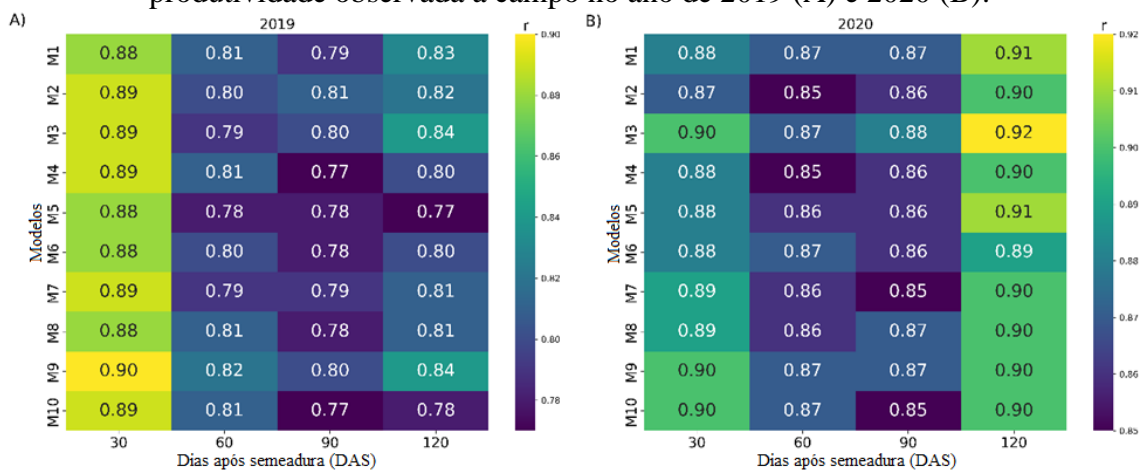 produtividade observada a campo no ano de 2019 (A) e 2020 (B).
A) 2019 r
M1 0.88 0.81 0.79 0.83
M2 0.89 0.80 0.81 0.82
M3 0.89 0.79 0.80 0.84
M4 0.89 0.81 0.77 0.80
M5 0.88 0.78 0.78 0.77
M6 0.88 0.80 0.78 0.80
M7 0.89 0.79 0.79 0.81
M8 0.88 0.81 0.78 0.81
M9 0.90 0.82 0.80 0.84
M10 0.89 0.81 0.77 0.78
Modelos
30 60 90 120
Dias após semeadura (DAS)
0.90
0.88
0.86
0.84
0.82
0.80
0.78
B) 2020 r
M1 0.88 0.87 0.87 0.91
M2 0.87 0.85 0.86 0.90
M3 0.90 0.87 0.88 0.92
M4 0.88 0.85 0.86 0.90
M5 0.88 0.86 0.86 0.91
M6 0.88 0.87 0.86 0.89
M7 0.89 0.86 0.85 0.90
M8 0.89 0.86 0.87 0.90
M9 0.90 0.87 0.87 0.90
M10 0.90 0.87 0.85 0.90
Modelos
30 60 90 120
Dias após semeadura (DAS)
0.92
0.91
0.90
0.89
0.88
0.87
0.86
0.85